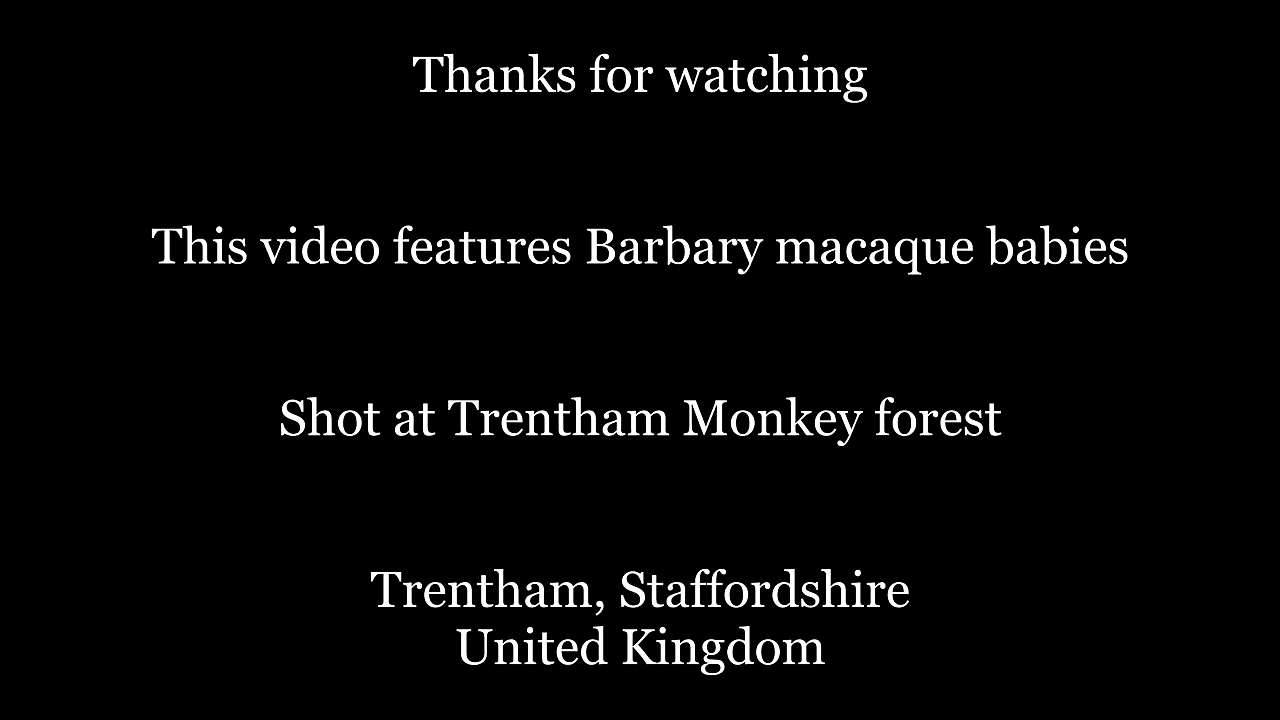 Thanks for watching
This video features Barbary macaque babies
Shot at Trentham Monkey forest
Trentham, Staffordshire
United Kingdom